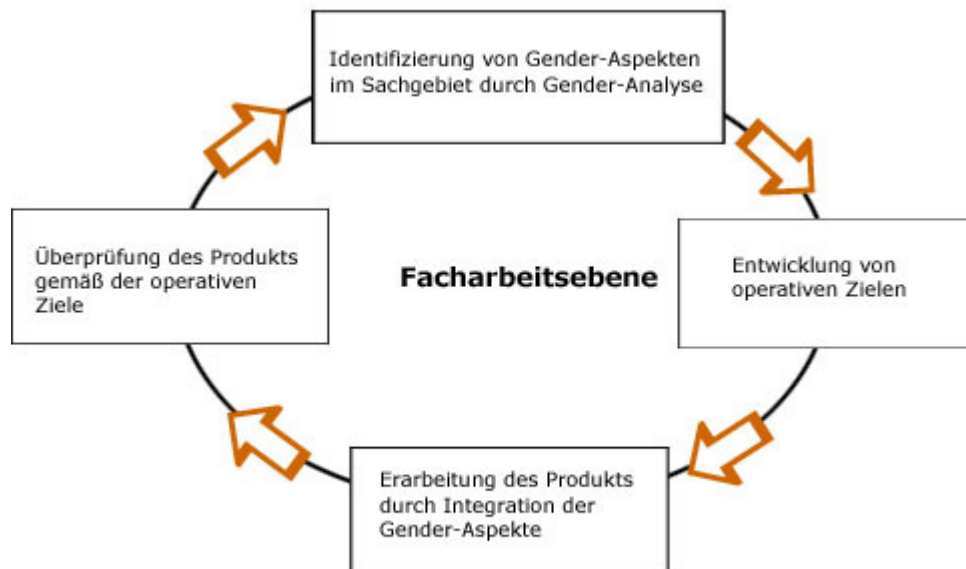 Identifizierung von Gender-Aspekten
im Sachgebiet durch Gender-Analyse
Überprüfung des Produkts
gemäß der operativen
Ziele
Facharbeitsebene
Entwicklung von
operativen Zielen
Erarbeitung des Produkts
durch Integration der
Gender-Aspekte